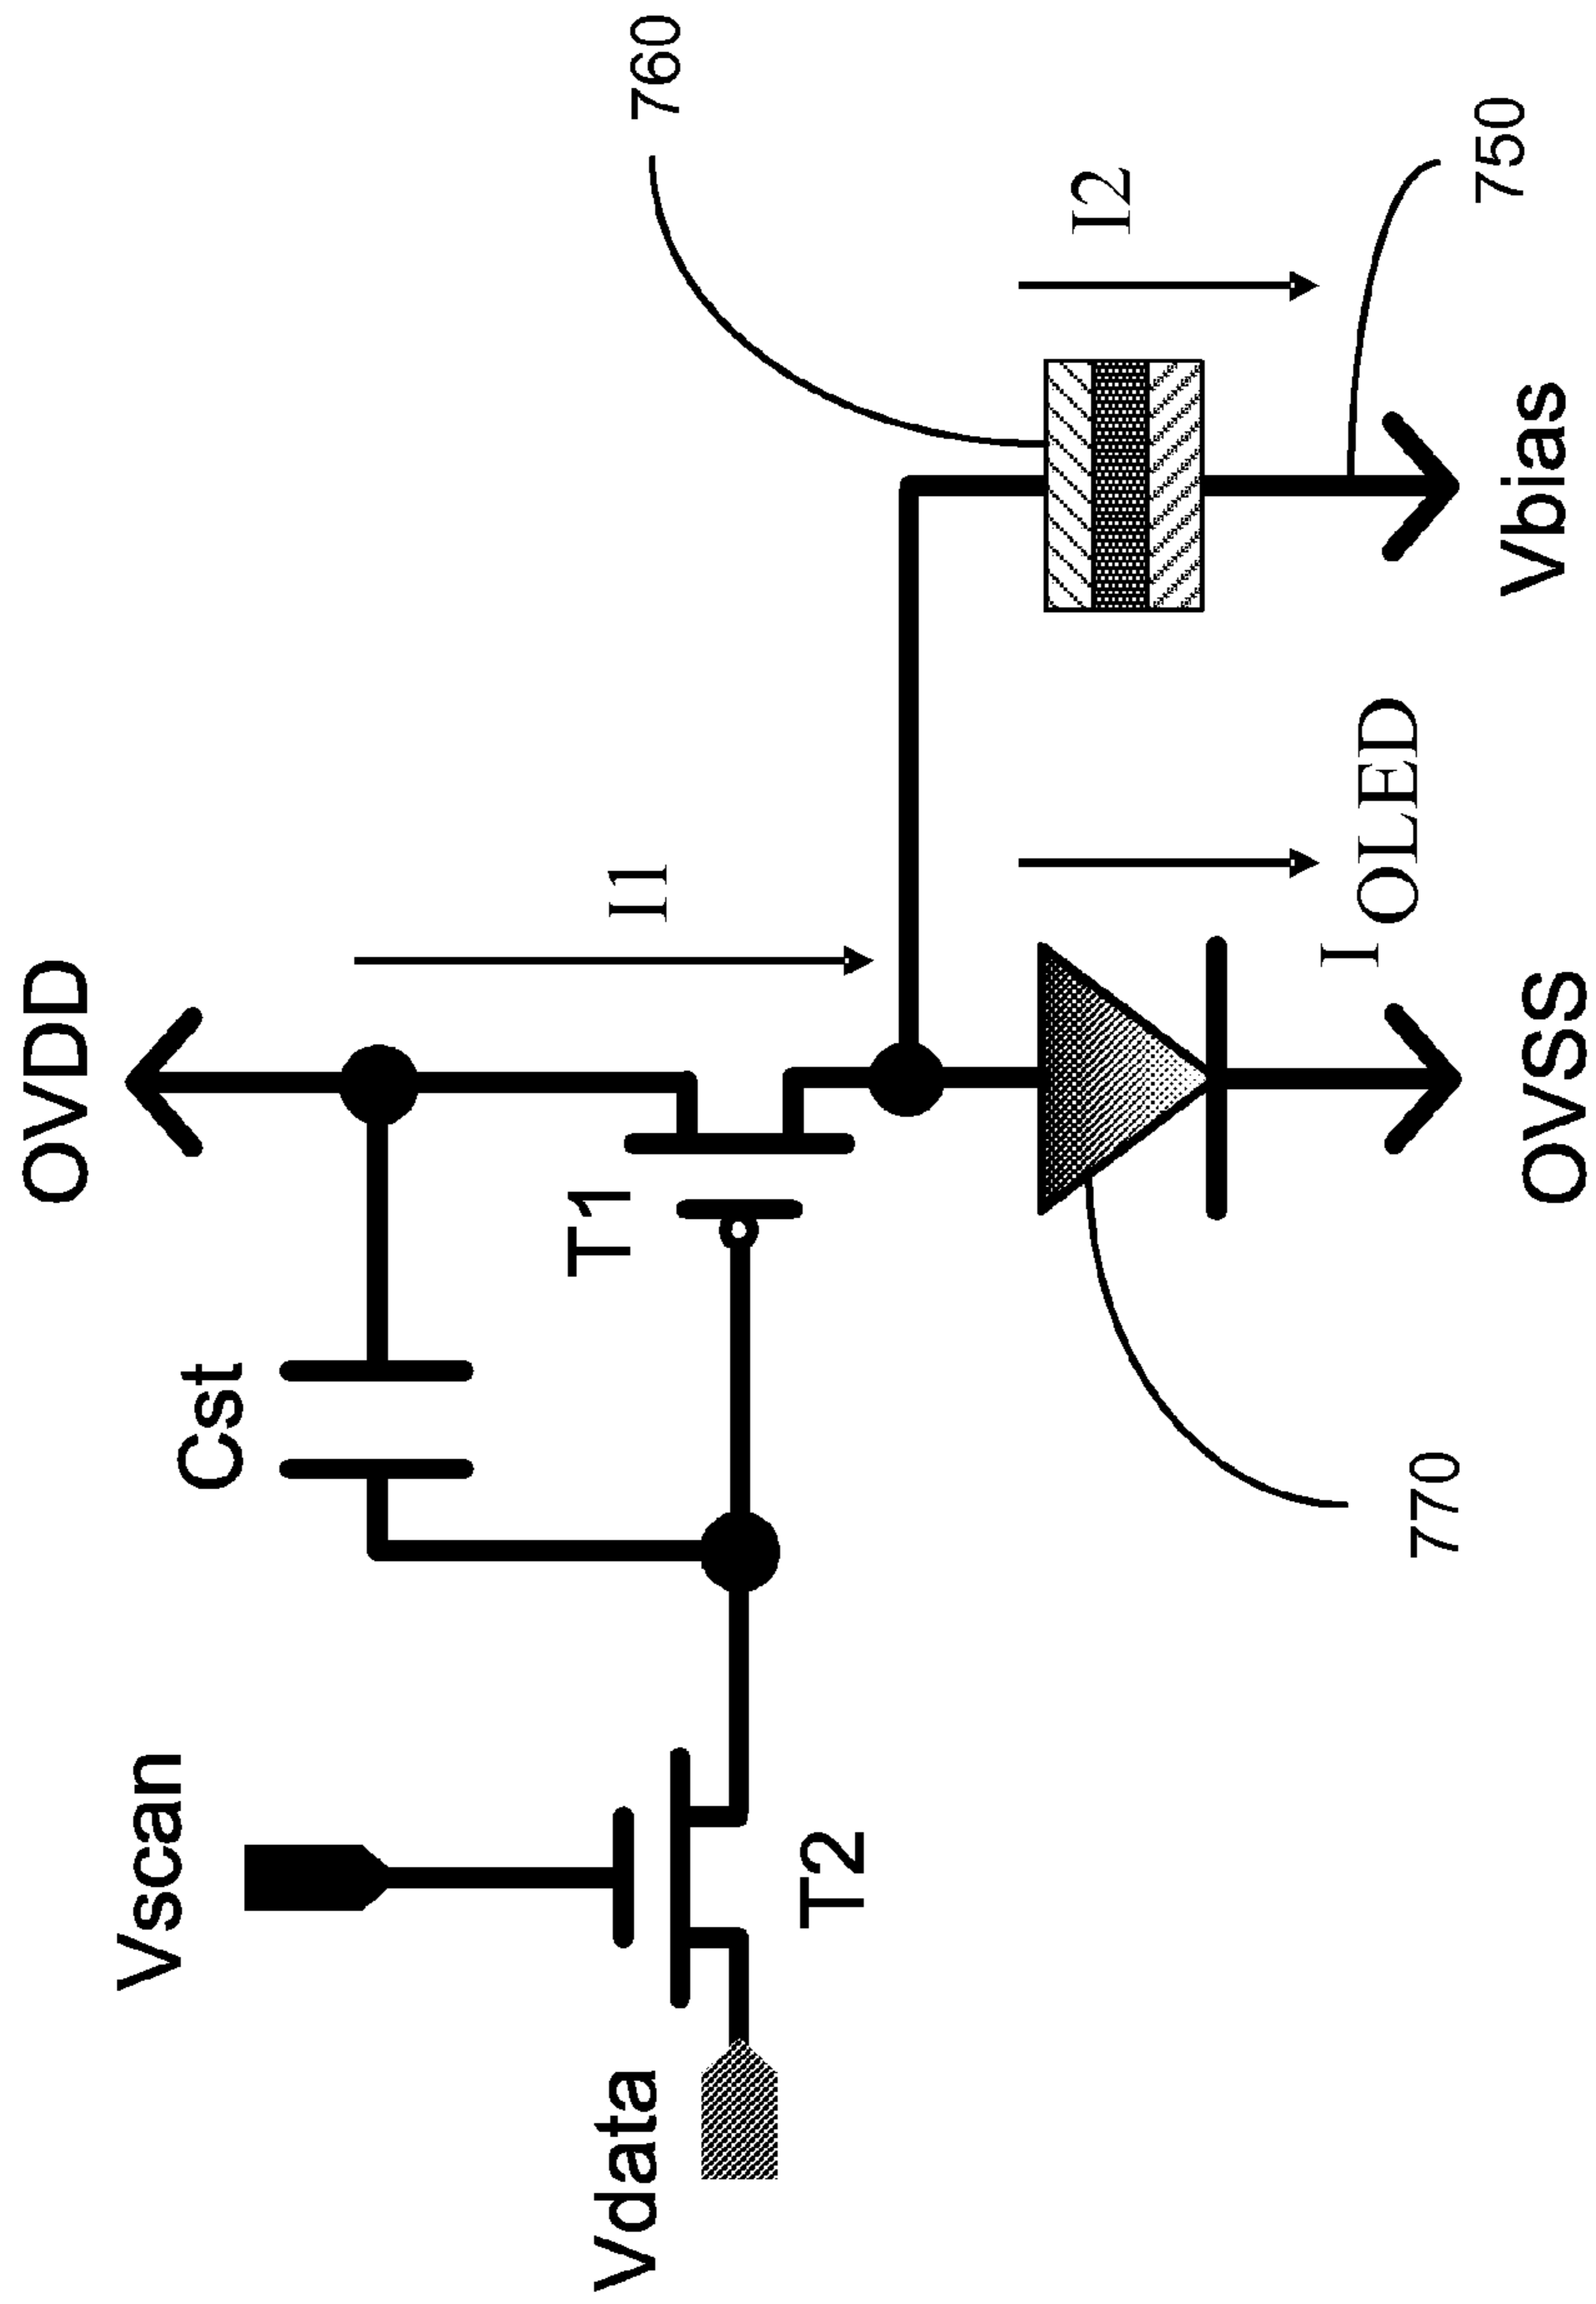 OVDD
Vscan
Cst
I1
760
T1
Vdata
T2
I2
770
I OLED
750
OVSS
Vbias